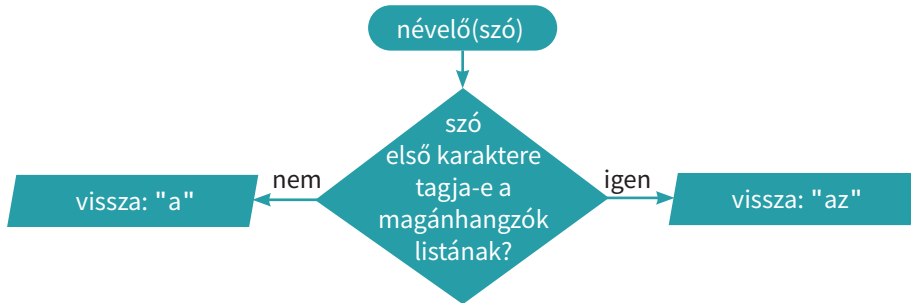 névelő(szó)
szó
első karaktere
tagja-e a
magánhangzók
listának?
nem
igen
vissza: "a"
vissza: "az"